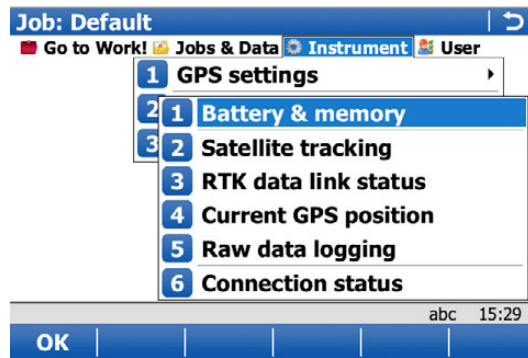 Job: Default
Go to Work! Jobs & Data Instrument User
1 GPS settings
2
3
1 Battery & memory
2 Satellite tracking
3 RTK data link status
4 Current GPS position
5 Raw data logging
6 Connection status
abc 15:29
OK